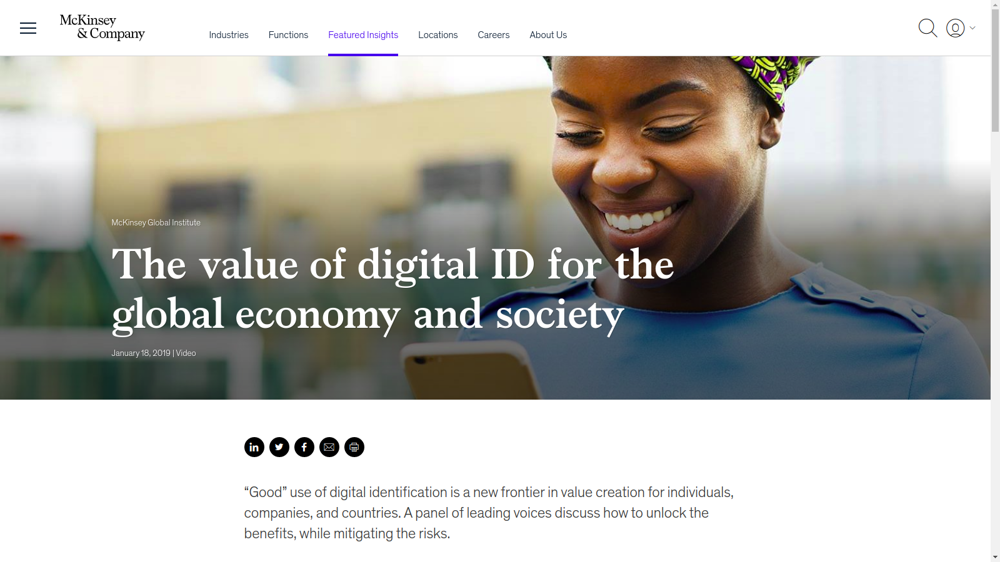 McKinsey
& Company
Industries
Functions
Featured Insights
Locations
Careers
About Us
McKinsey Global Institute
The value of digital ID for the
global economy and society
January 18, 2019 | Video
in
f
“Good” use of digital identification is a new frontier in value creation for individuals,
companies, and countries. A panel of leading voices discuss how to unlock the
benefits, while mitigating the risks.